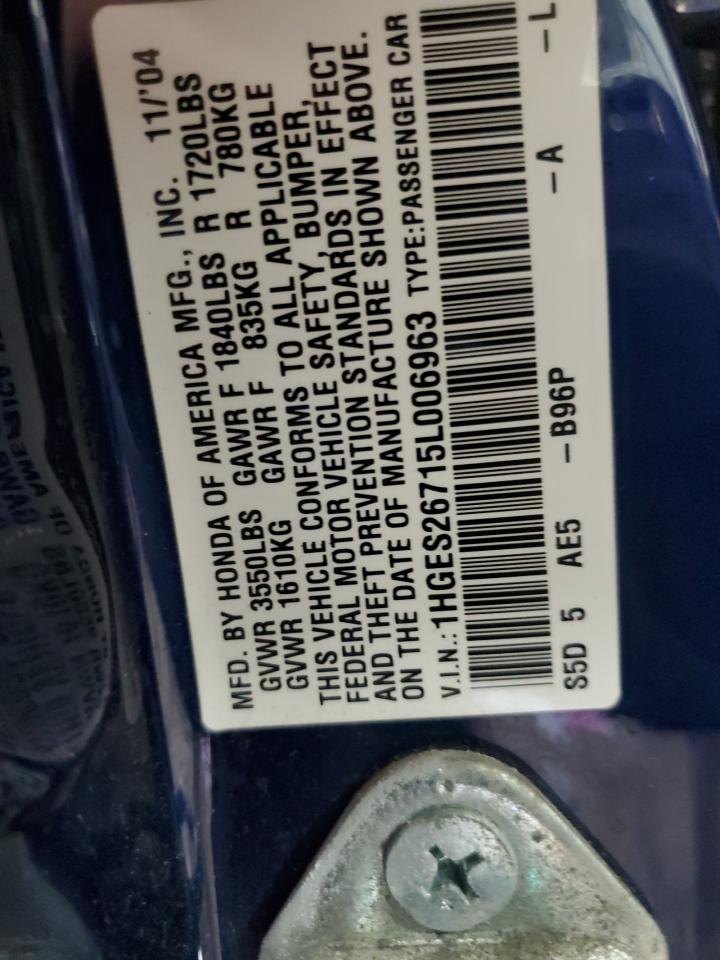 MFD. BY HONDA OF AMERICA MFG., INC. 11/'04
GVWR 3550LBS GAWR F 1840LBS R 1720LBS
GVWR 1610KG GAWR F 835KG R 780KG
THIS VEHICLE CONFORMS TO ALL APPLICABLE
FEDERAL MOTOR VEHICLE SAFETY, BUMPER,
AND THEFT PREVENTION STANDARDS IN EFFECT
ON THE DATE OF MANUFACTURE SHOWN ABOVE.
V.I.N.: 1HGES26715L006963 TYPE:PASSENGER CAR
S5D 5 AE5 -B96P -A -L